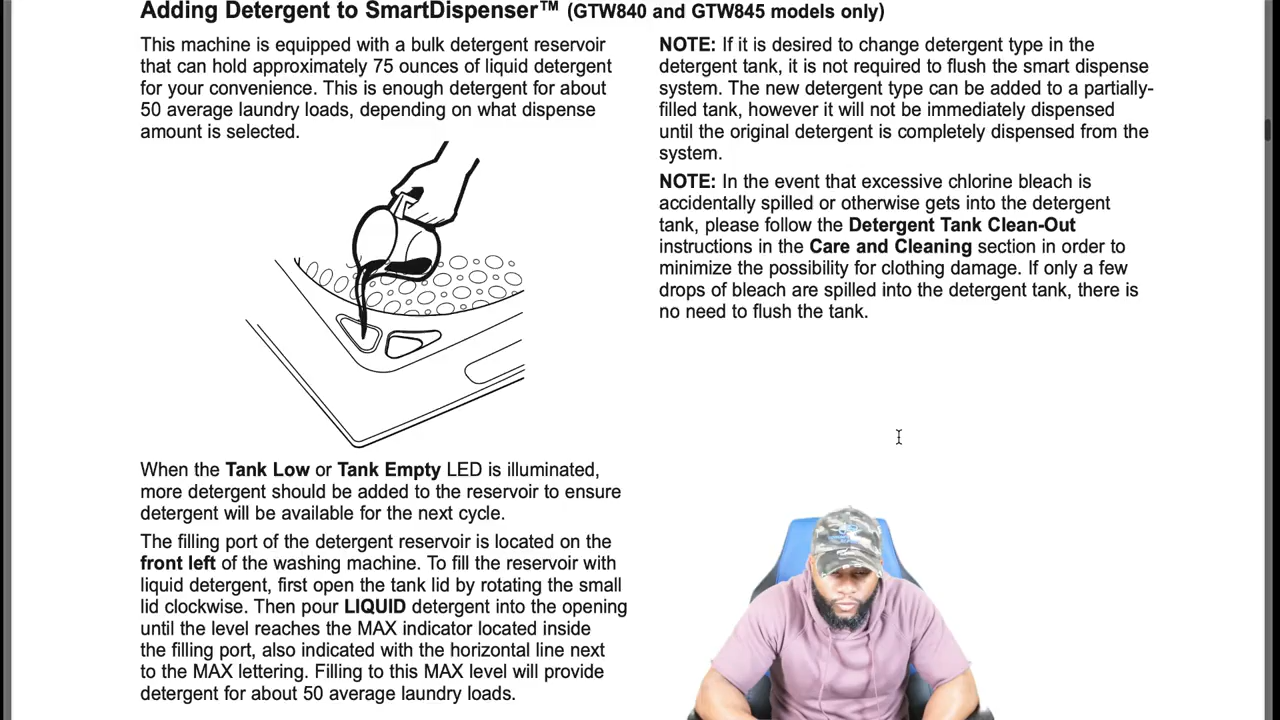 Adding Detergent to SmartDispenser™ (GTW840 and GTW845 models only)
This machine is equipped with a bulk detergent reservoir
that can hold approximately 75 ounces of liquid detergent
for your convenience. This is enough detergent for about
50 average laundry loads, depending on what dispense
amount is selected.
When the Tank Low or Tank Empty LED is illuminated,
more detergent should be added to the reservoir to ensure
detergent will be available for the next cycle.
The filling port of the detergent reservoir is located on the
front left of the washing machine. To fill the reservoir with
liquid detergent, first open the tank lid by rotating the small
lid clockwise. Then pour LIQUID detergent into the opening
until the level reaches the MAX indicator located inside
the filling port, also indicated with the horizontal line next
to the MAX lettering. Filling to this MAX level will provide
detergent for about 50 average laundry loads.
NOTE: If it is desired to change detergent type in the
detergent tank, it is not required to flush the smart dispense
system. The new detergent type can be added to a partially-
filled tank, however it will not be immediately dispensed
until the original detergent is completely dispensed from the
system.
NOTE: In the event that excessive chlorine bleach is
accidentally spilled or otherwise gets into the detergent
tank, please follow the Detergent Tank Clean-Out
instructions in the Care and Cleaning section in order to
minimize the possibility for clothing damage. If only a few
drops of bleach are spilled into the detergent tank, there is
no need to flush the tank.